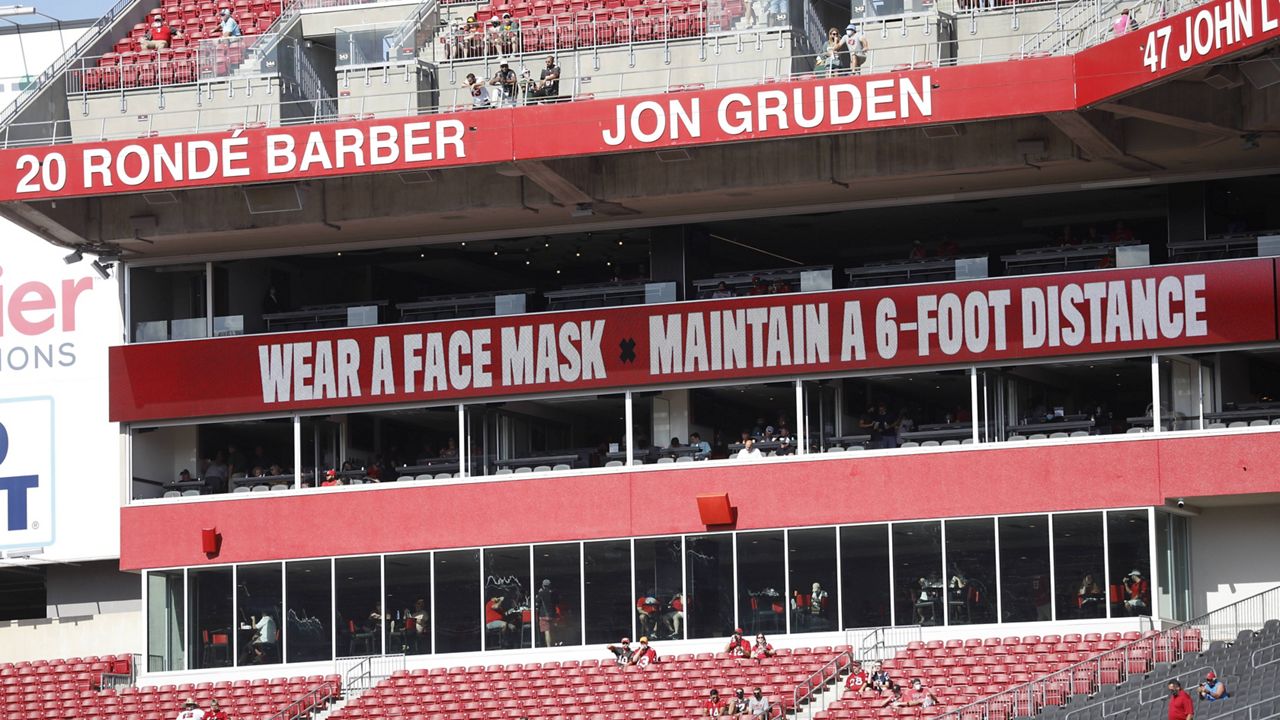 20 RONDÉ BARBER
JON GRUDEN
47 JOHN L
ier
IONS
WEAR A FACE MASK x MAINTAIN A 6-FOOT DISTANCE
T ®